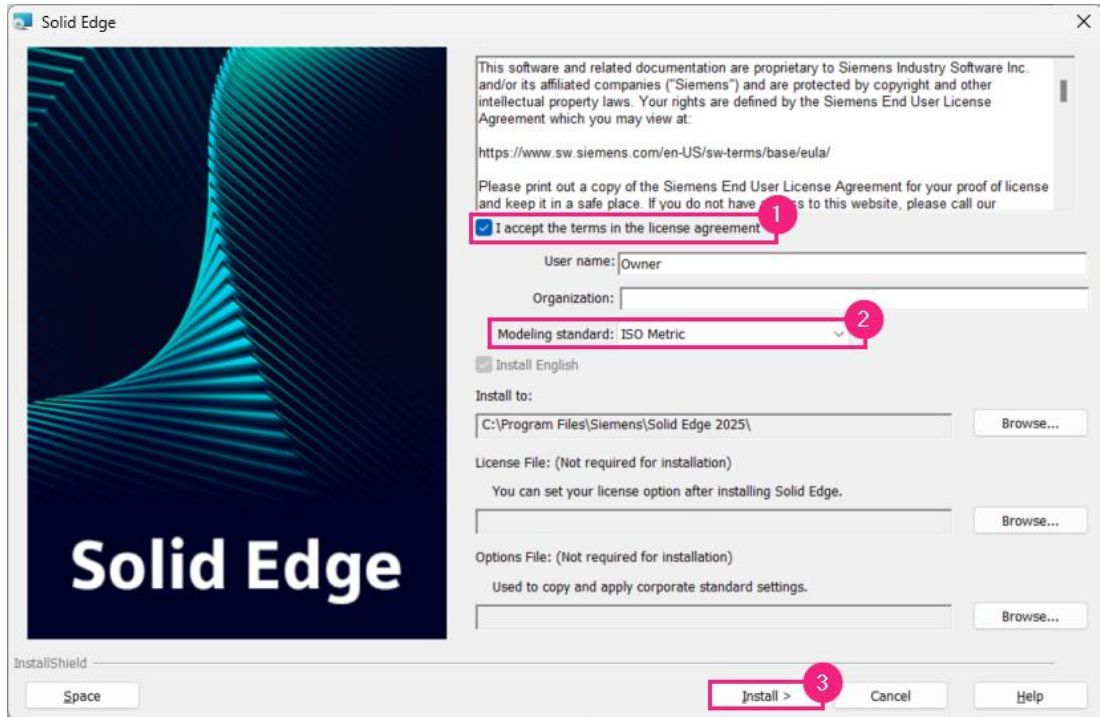 Solid Edge
This software and related documentation are proprietary to Siemens Industry Software Inc.
and/or its affiliated companies ("Siemens") and are protected by copyright and other
intellectual property laws. Your rights are defined by the Siemens End User License
Agreement which you may view at:
https://www.sw.siemens.com/en-US/sw-terms/base/eula/
Please print out a copy of the Siemens End User License Agreement for your proof of license
and keep it in a safe place. If you do not have to this website, please call our
1
I accept the terms in the license agreement
User name: Owner
Organization:
2
Modeling standard: ISO Metric
Install English
Install to:
C:\Program Files\Siemens\Solid Edge 2025\ Browse...
License File: (Not required for installation)
You can set your license option after installing Solid Edge.
Browse...
Options File: (Not required for installation)
Used to copy and apply corporate standard settings.
Browse...
Solid Edge
InstallShield
Space Install > 3 Cancel Help